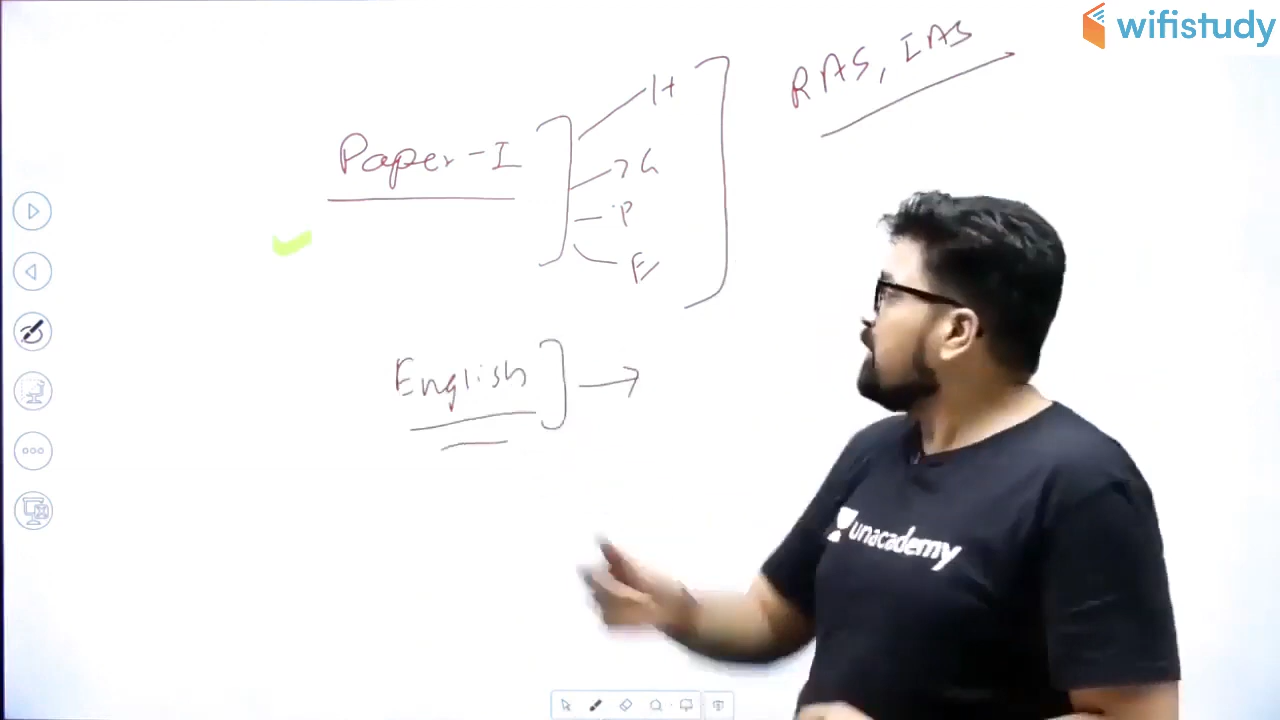 wifistudy
RAS, IAS
H
Paper-I
G
P
E
English
unacademy